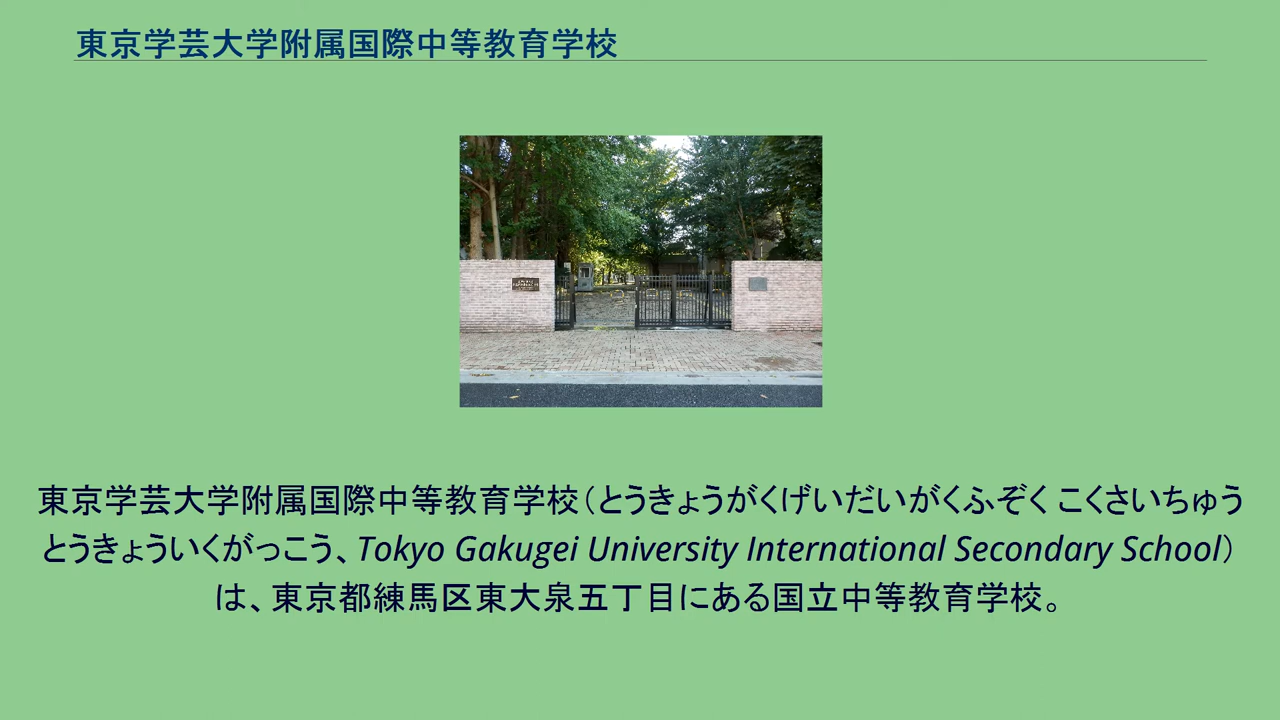 東京学芸大学附属国際中等教育学校
東京学芸大学附属国際中等教育学校（とうきょうがくげいだいがくふぞく こくさいちゅう
とうきょういくがっこう、Tokyo Gakugei University International Secondary School）
は、東京都練馬区東大泉五丁目にある国立中等教育学校。